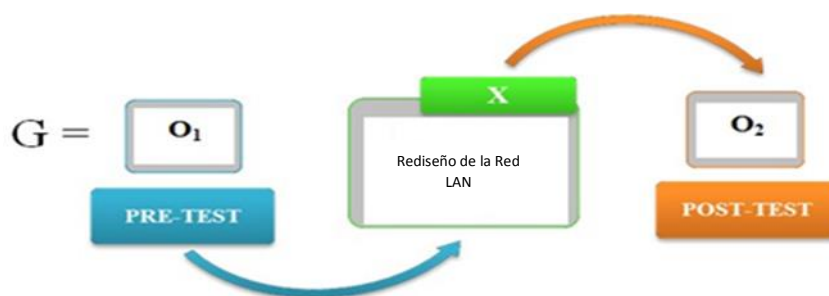 G =
O₁
PRE-TEST
X
Rediseño de la Red
LAN
O₂
POST-TEST